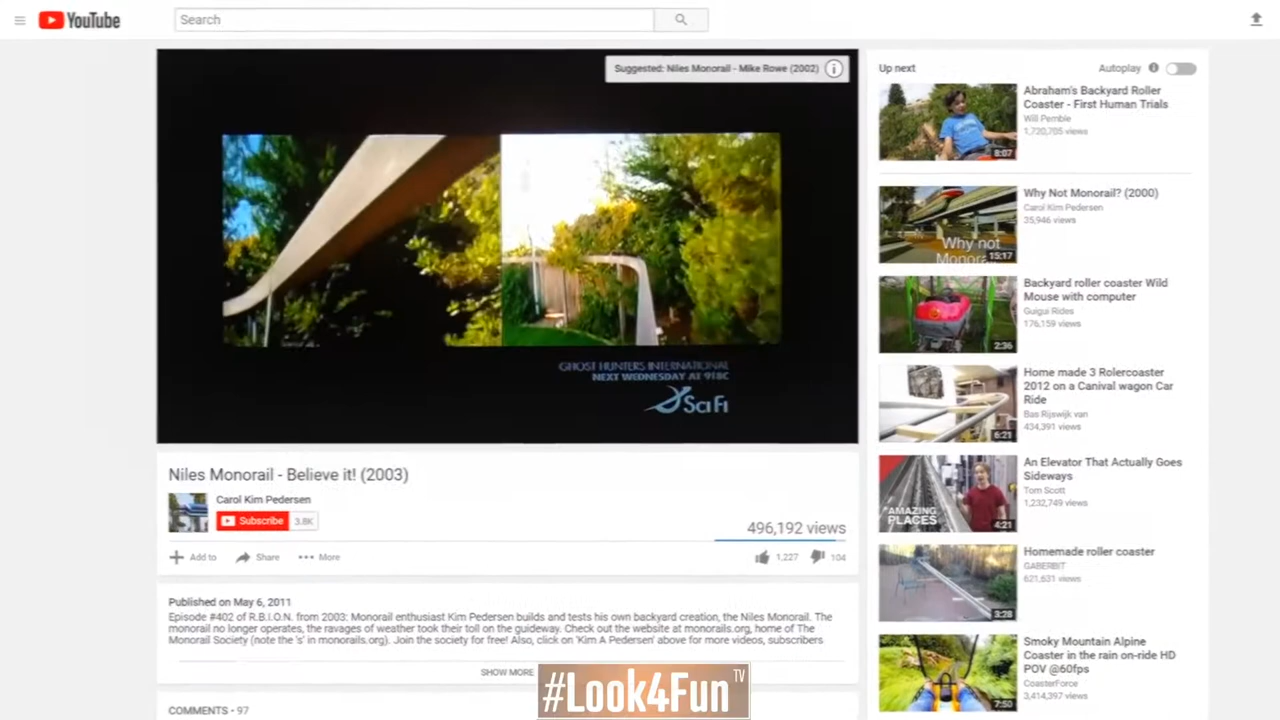 YouTube
Search
Suggested: Niles Monorail - Mike Rowe (2002)
GHOST HUNTERS INTERNATIONAL
NEXT WEDNESDAY AT 9/8C
SCI FI
Niles Monorail - Believe it! (2003)
Carol Kim Pedersen
Subscribe 3.8K
496,192 views
Add to Share More
1,227 104
Published on May 6, 2011
Episode #402 of R.B.I.O.N. from 2003: Monorail enthusiast Kim Pedersen builds and tests his own backyard creation, the Niles Monorail. The
monorail no longer operates, the ravages of weather took their toll on the guideway. Check out the website at monorails.org, home of The
Monorail Society (note the 's' in monorails.org). Join the society for free! Also, click on 'Kim A Pedersen' above for more videos, subscribers
SHOW MORE
COMMENTS • 97
#Look4Fun TV
Up next
Autoplay
Abraham's Backyard Roller
Coaster - First Human Trials
Will Pemble
1,720,705 views
8:07
Why Not Monorail? (2000)
Carol Kim Pedersen
35,946 views
Why not
Monora
15:17
Backyard roller coaster Wild
Mouse with computer
Guigui Rides
176,159 views
2:36
Home made 3 Rolercoaster
2012 on a Canival wagon Car
Ride
Bas Rijswijk van
434,391 views
6:21
An Elevator That Actually Goes
Sideways
Tom Scott
1,232,749 views
AMAZING
PLACES
4:21
Homemade roller coaster
GABERBIT
621,631 views
3:28
Smoky Mountain Alpine
Coaster in the rain on-ride HD
POV @60fps
CoasterForce
3,414,397 views
7:50